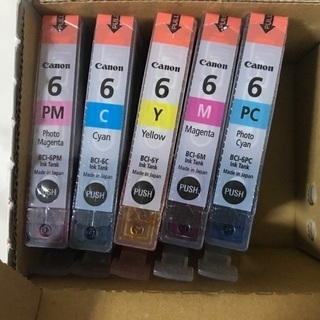 Canon
6
PM
Photo
Magenta
BCI-6PM
Ink Tank
Made in Japan
PUSH
Canon
6
C
Cyan
BCI-6C
Ink Tank
Made in Japan
PUSH
Canon
6
Y
Yellow
BCI-6Y
Ink Tank
Made in Japan
PUSH
Canon
6
M
Magenta
BCI-6M
Ink Tank
Made in Japan
PUSH
Canon
6
PC
Photo
Cyan
BCI-6PC
Ink Tank
Made in Japan
PUSH